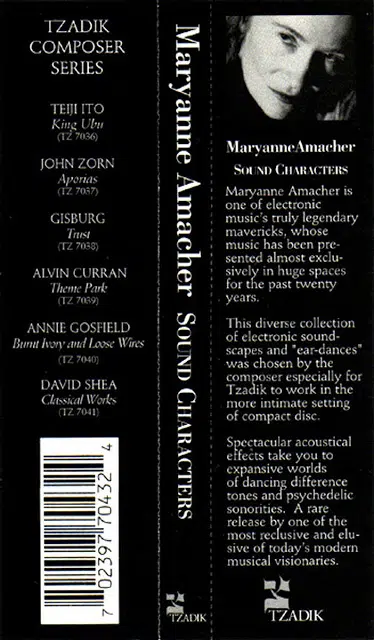 TZADIK
COMPOSER
SERIES
TEIJI ITO
King Ubu
(TZ 7036)
JOHN ZORN
Aporias
(TZ 7037)
GISBURG
Trust
(TZ 7038)
ALVIN CURRAN
Theme Park
(TZ 7039)
ANNIE GOSFIELD
Burnt Ivory and Loose Wires
(TZ 7040)
DAVID SHEA
Classical Works
(TZ 7041)
7 02397 70432 4
Maryanne Amacher SOUND CHARACTERS
TZADIK
MaryanneAmacher
SOUND CHARACTERS
Maryanne Amacher is
one of electronic
music's truly legendary
mavericks, whose
music has been pre-
sented almost exclu-
sively in huge spaces
for the past twenty
years.
This diverse collection
of electronic sound-
scapes and "ear-dances"
was chosen by the
composer especially for
Tzadik to work in the
more intimate setting
of compact disc.
Spectacular acoustical
effects take you to
expansive worlds
of dancing difference
tones and psychedelic
sonorities. A rare
release by one of the
most reclusive and elu-
sive of today's modern
musical visionaries.
TZADIK